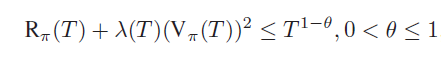 R_π(T) + λ(T)(V_π(T))² ≤ T^{1−θ}, 0 < θ ≤ 1